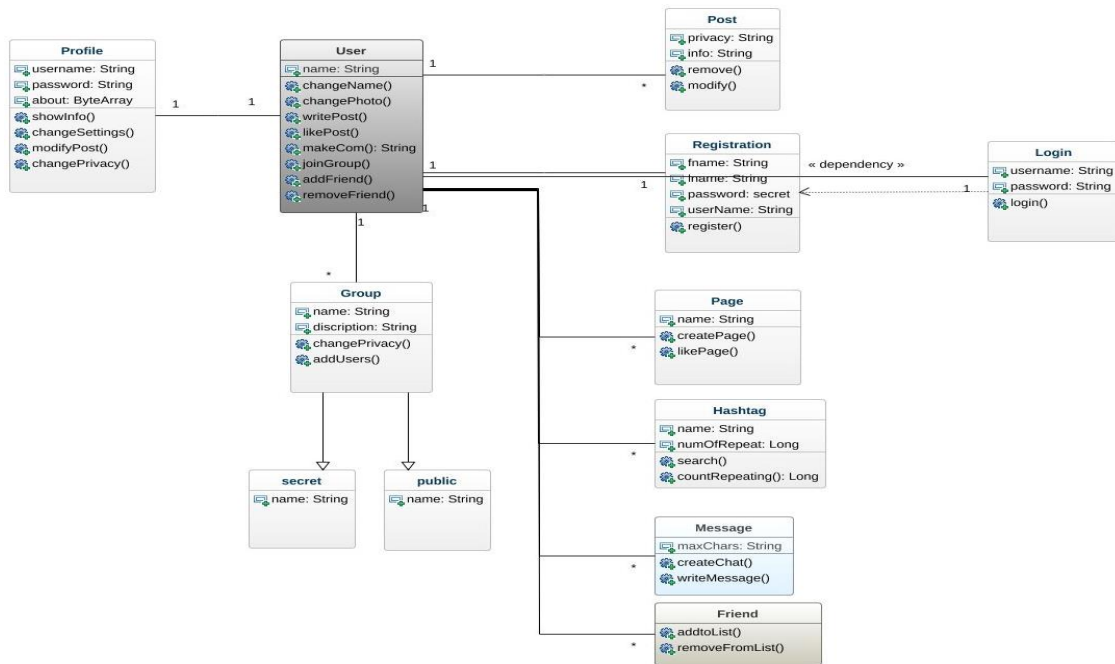 Profile
username: String
password: String
about: ByteArray
showInfo()
changeSettings()
modifyPost()
changePrivacy()
1
1
User
name: String
changeName()
changePhoto()
writePost()
likePost()
makeCom(): String
joinGroup()
addFriend()
removeFriend()
1
*
Post
privacy: String
info: String
remove()
modify()
1
1
Registration
fname: String
lname: String
password: secret
userName: String
register()
« dependency »
1
Login
username: String
password: String
login()
1
1
*
Group
name: String
discription: String
changePrivacy()
addUsers()
secret
name: String
public
name: String
*
Page
name: String
createPage()
likePage()
*
Hashtag
name: String
numOfRepeat: Long
search()
countRepeating(): Long
*
Message
maxChars: String
createChat()
writeMessage()
*
Friend
addtoList()
removeFromList()